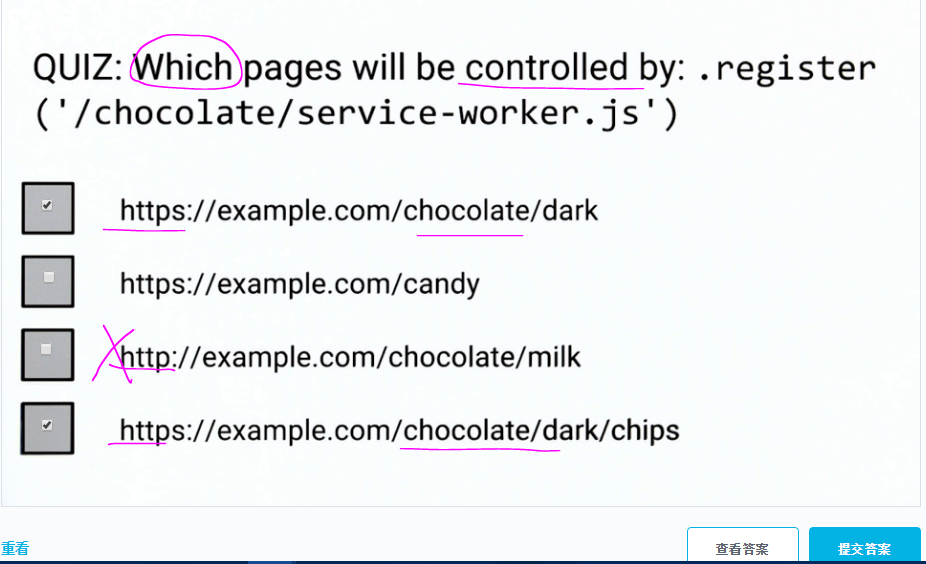 QUIZ: Which pages will be controlled by: .register
('/chocolate/service-worker.js')
https://example.com/chocolate/dark
https://example.com/candy
http://example.com/chocolate/milk
https://example.com/chocolate/dark/chips
重看
查看答案
提交答案